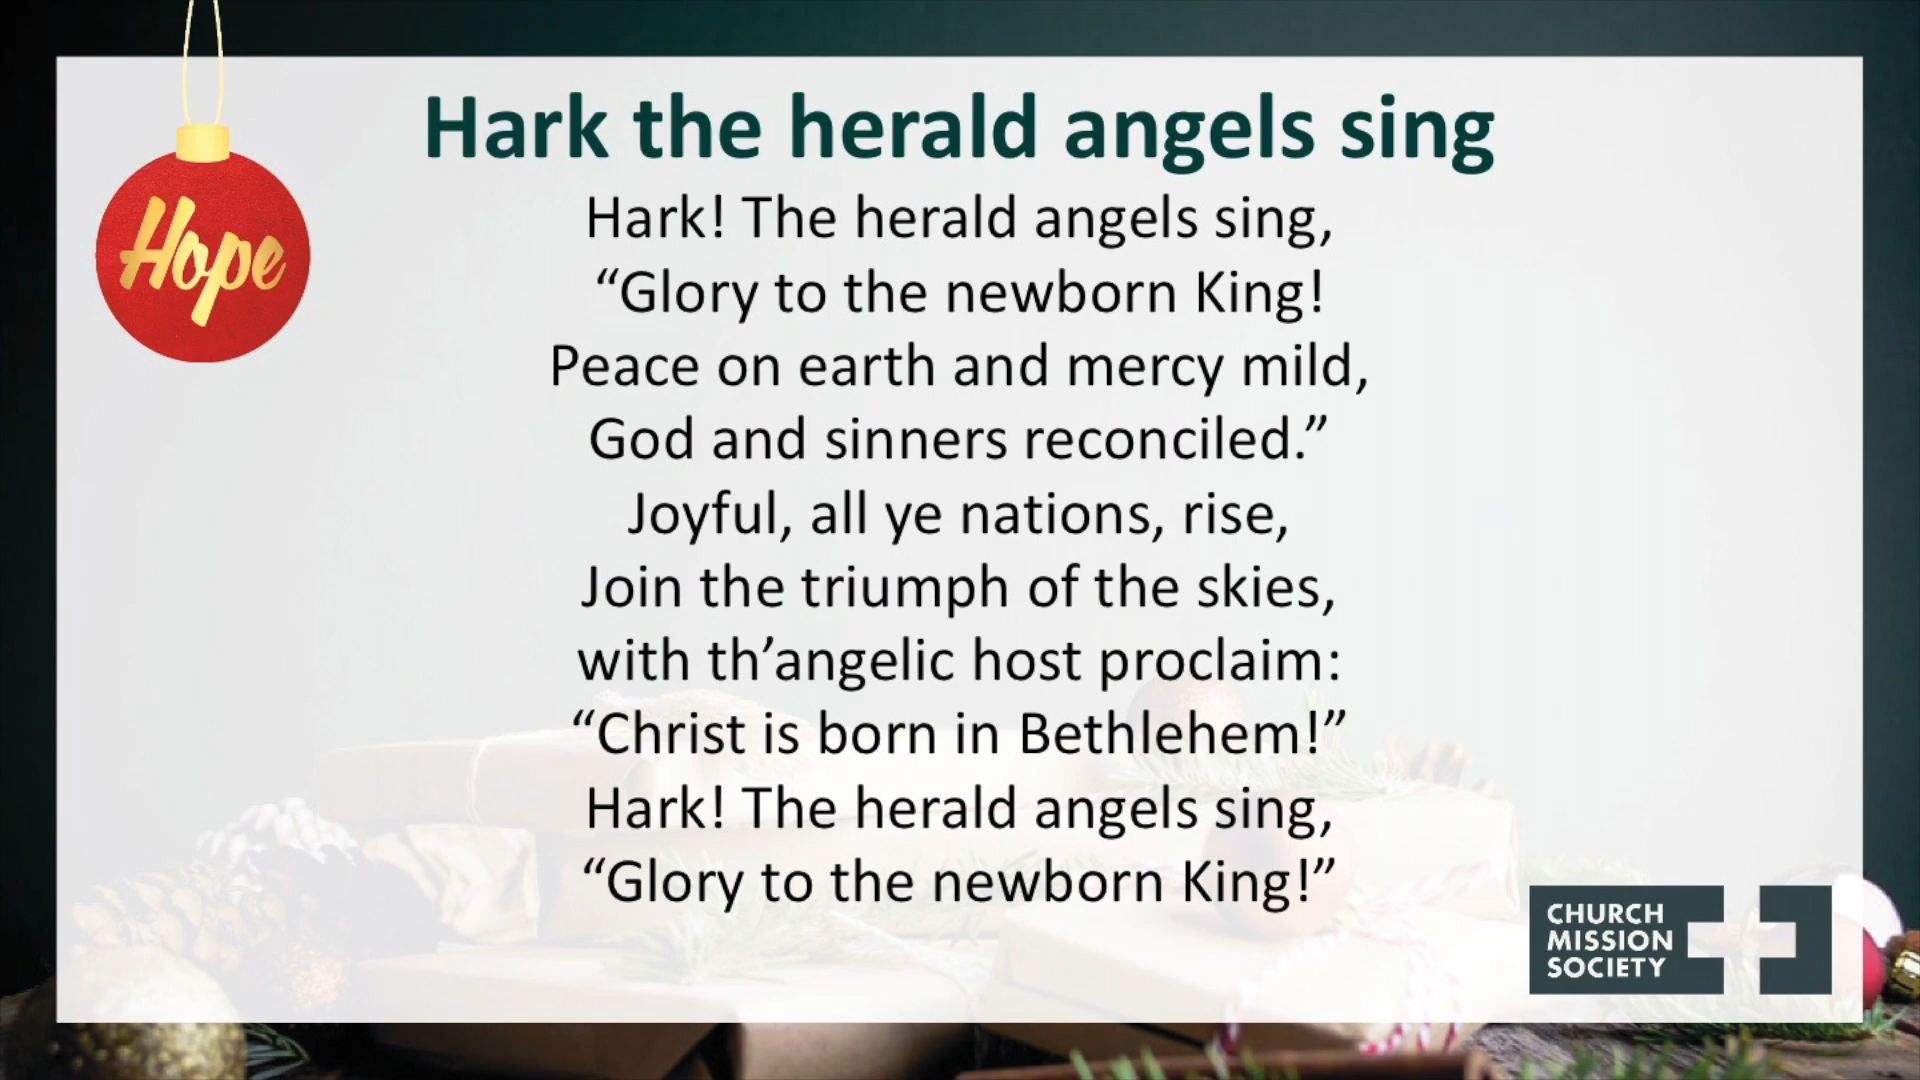 Hark the herald angels sing
Hope
Hark! The herald angels sing,
“Glory to the newborn King!
Peace on earth and mercy mild,
God and sinners reconciled.”
Joyful, all ye nations, rise,
Join the triumph of the skies,
with th’angelic host proclaim:
“Christ is born in Bethlehem!”
Hark! The herald angels sing,
“Glory to the newborn King!”
CHURCH
MISSION
SOCIETY